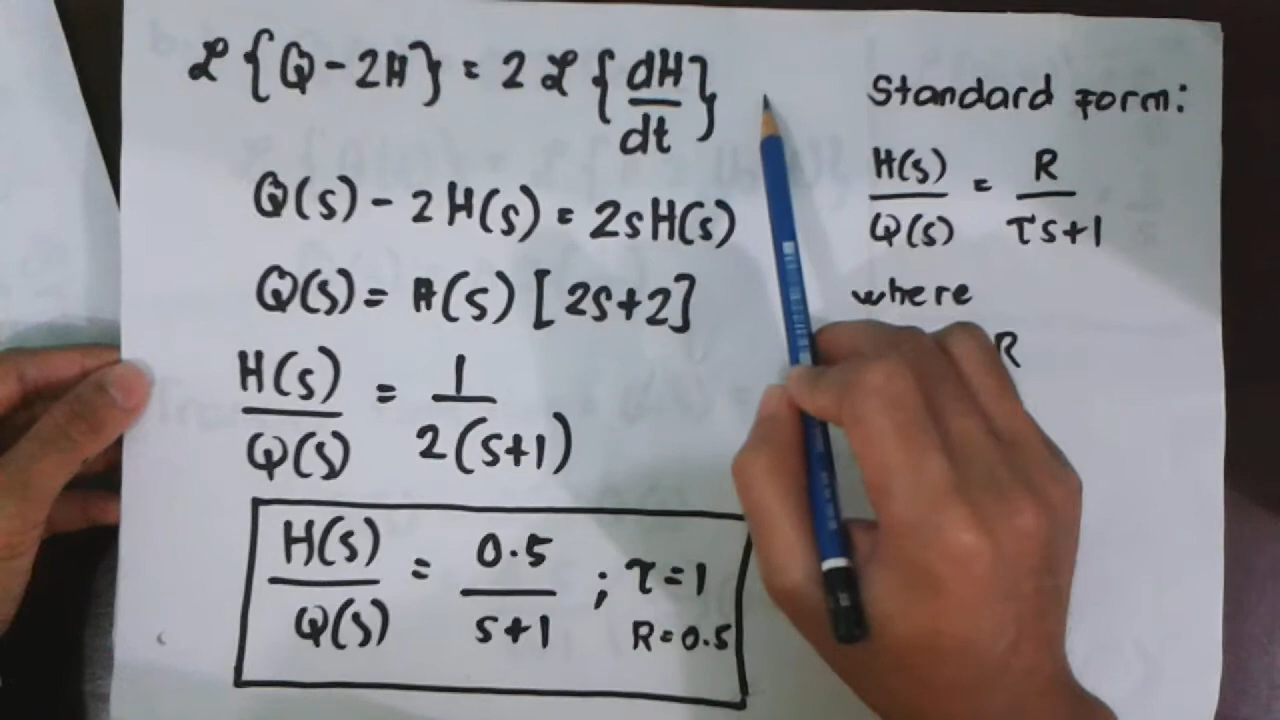 ℒ{Q - 2H} = 2ℒ{dH/dt}
Q(s) - 2H(s) = 2sH(s)
Q(s) = H(s)[2s+2]
H(s)/Q(s) = 1/2(s+1)
H(s)/Q(s) = 0.5/s+1 ; τ=1
R=0.5
Standard form:
H(s)/Q(s) = R/τs+1
where
R